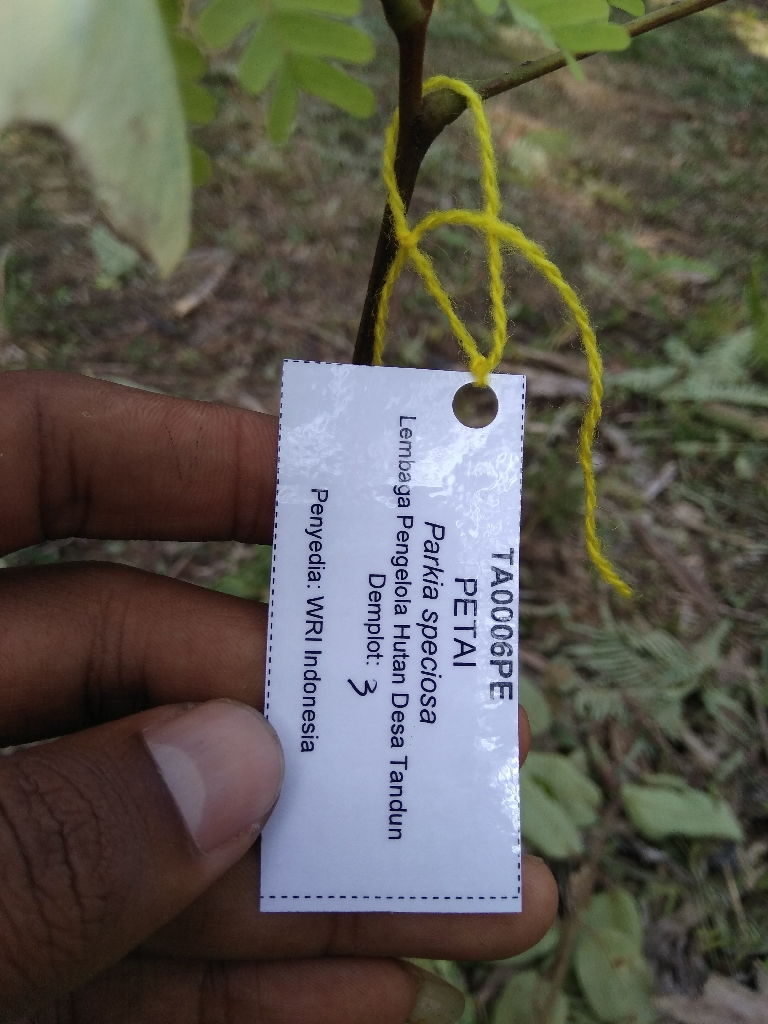 TA0006PE
PETAI
Parkia speciosa
Lembaga Pengelola Hutan Desa Tandun
Demplot: 3
Penyedia: WRI Indonesia